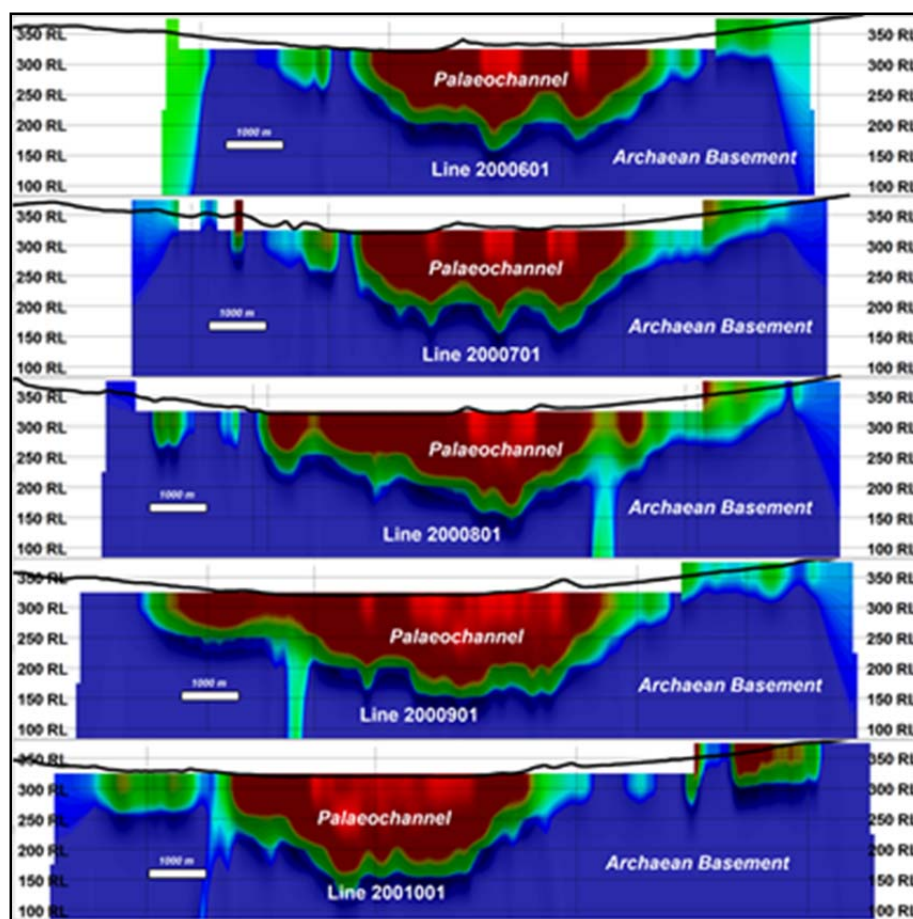 350 RL 350 RL
300 RL Palaeochannel 300 RL
250 RL 250 RL
200 RL 200 RL
150 RL 1000 m Archaean Basement 150 RL
100 RL Line 2000601 100 RL
350 RL 350 RL
300 RL 300 RL
250 RL Palaeochannel 250 RL
200 RL 200 RL
150 RL 1000 m Archaean Basement 150 RL
100 RL Line 2000701 100 RL
350 RL 350 RL
300 RL 300 RL
250 RL Palaeochannel 250 RL
200 RL 200 RL
150 RL 1000 m Archaean Basement 150 RL
100 RL Line 2000801 100 RL
350 RL 350 RL
300 RL 300 RL
250 RL Palaeochannel 250 RL
200 RL 200 RL
150 RL 1000 m Archaean Basement 150 RL
100 RL Line 2000901 100 RL
350 RL 350 RL
300 RL 300 RL
250 RL Palaeochannel 250 RL
200 RL 200 RL
150 RL 1000 m Archaean Basement 150 RL
100 RL Line 2001001 100 RL